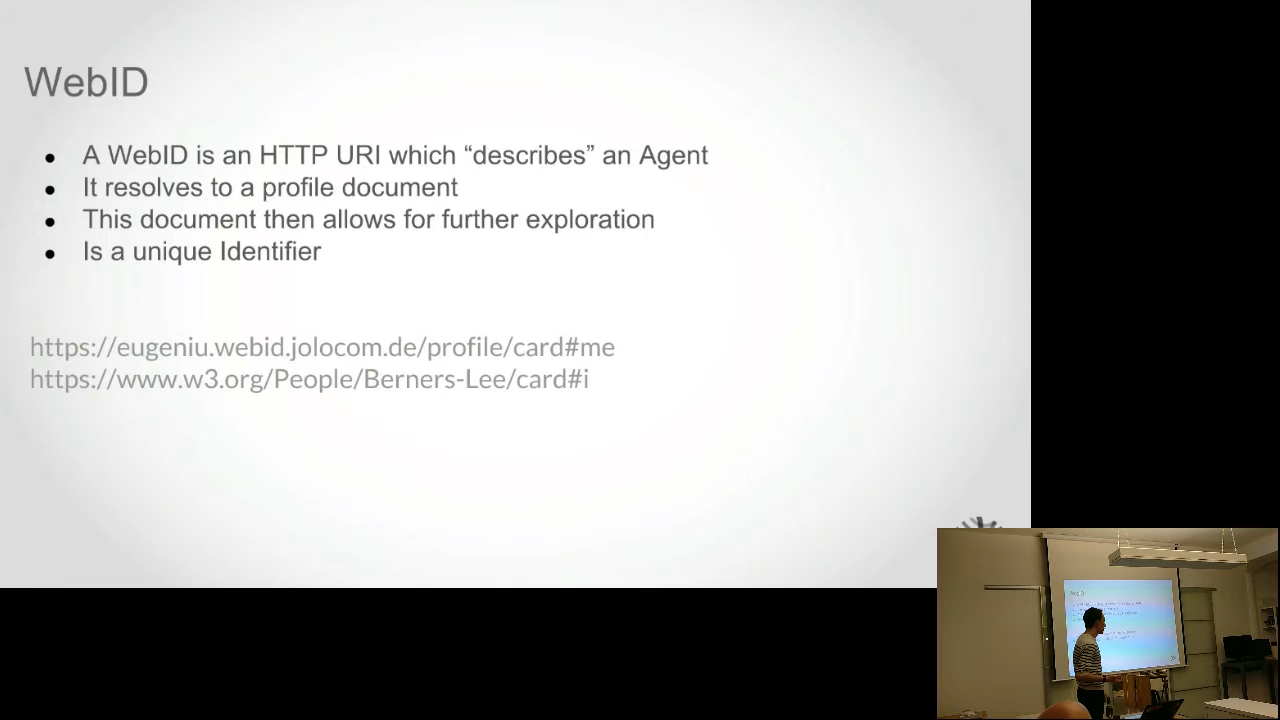 WebID
A WebID is an HTTP URI which “describes” an Agent
It resolves to a profile document
This document then allows for further exploration
Is a unique Identifier
https://eugeniu.webid.jolocom.de/profile/card#me
https://www.w3.org/People/Berners-Lee/card#i
WebID